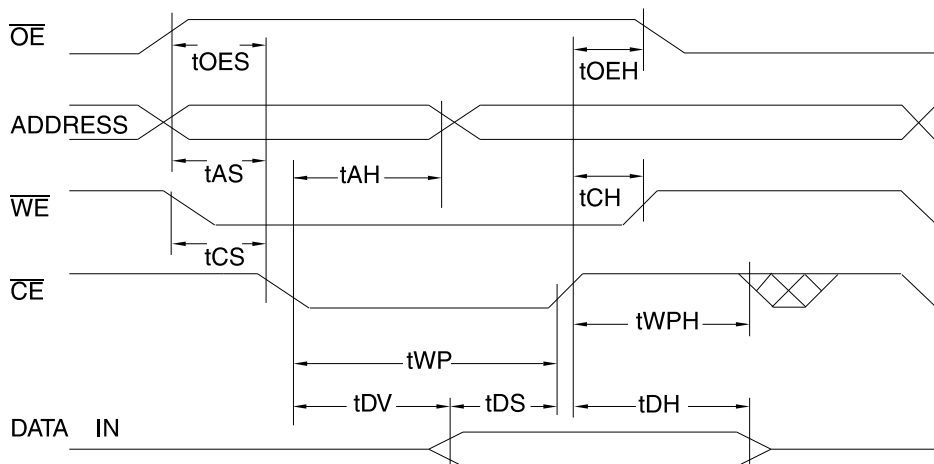 OE
tOES
tOEH
ADDRESS
tAS
tAH
tCH
WE
tCS
CE
tWPH
tWP
tDV
tDS
tDH
DATA IN